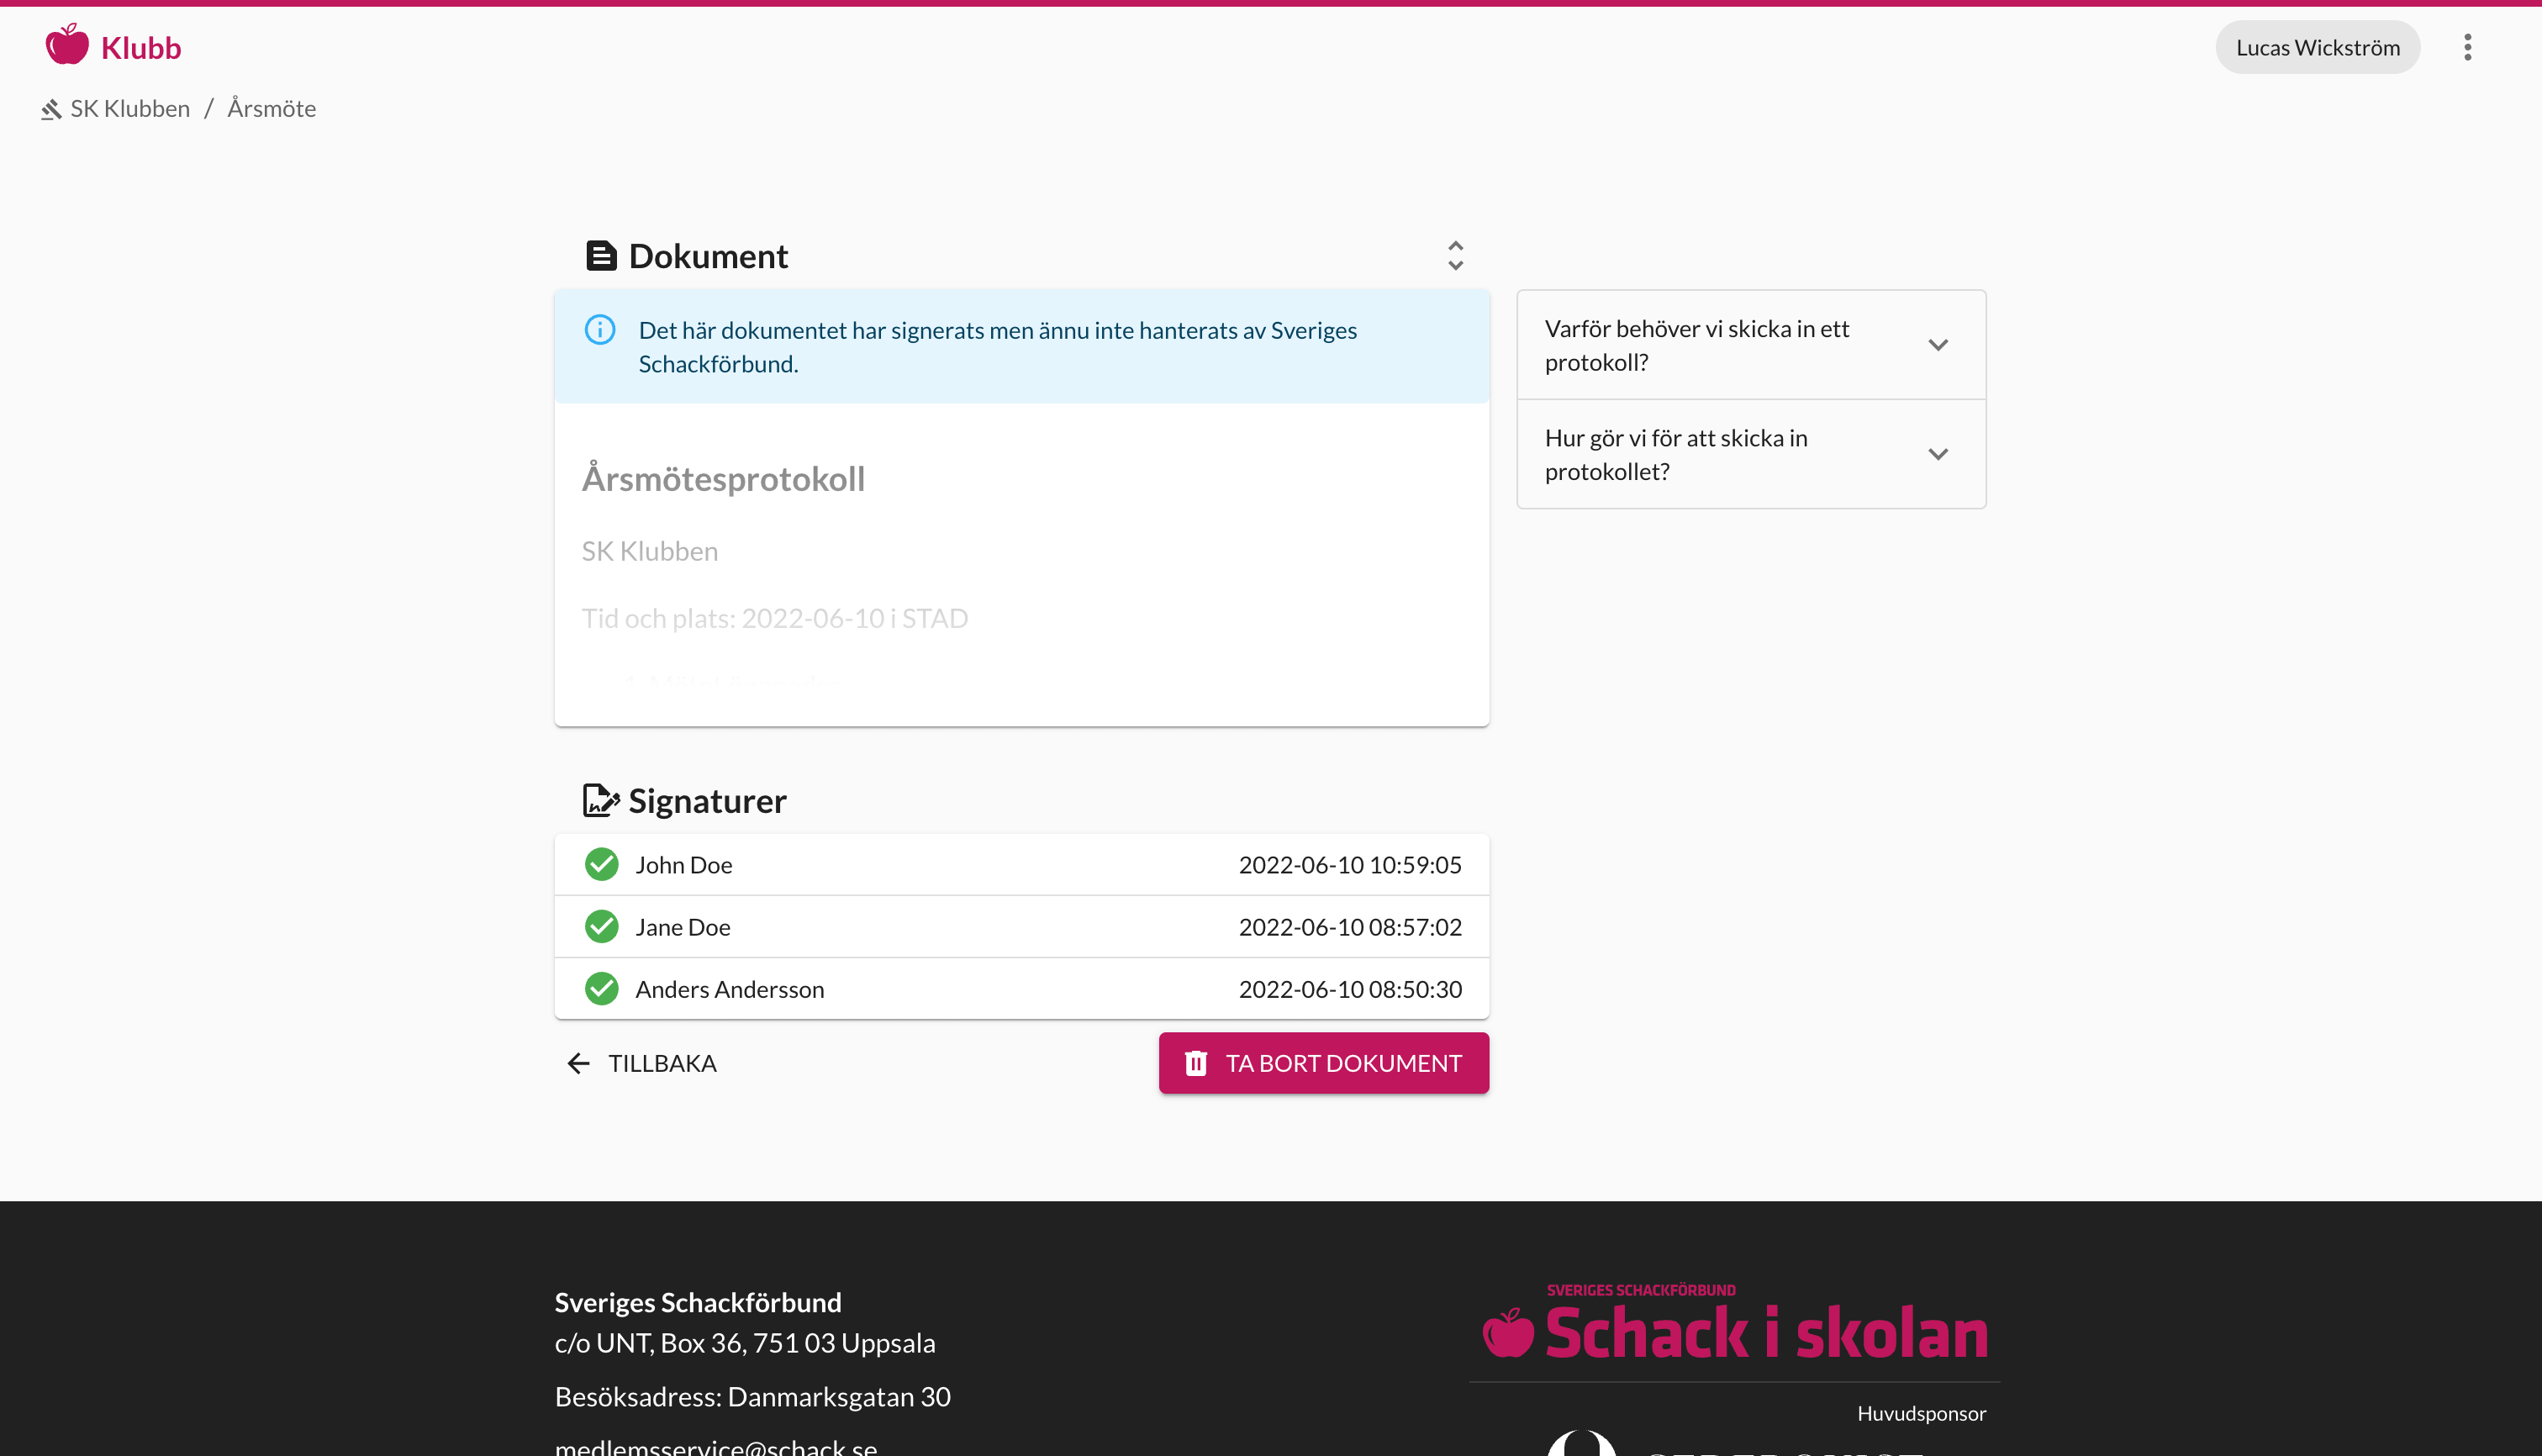 Klubb
Lucas Wickström
SK Klubben / Årsmöte
Dokument
Det här dokumentet har signerats men ännu inte hanterats av Sveriges
Schackförbund.
Årsmötesprotokoll
SK Klubben
Tid och plats: 2022-06-10 i STAD
Varför behöver vi skicka in ett
protokoll?
Hur gör vi för att skicka in
protokollet?
Signaturer
John Doe 2022-06-10 10:59:05
Jane Doe 2022-06-10 08:57:02
Anders Andersson 2022-06-10 08:50:30
TILLBAKA
TA BORT DOKUMENT
Sveriges Schackförbund
c/o UNT, Box 36, 751 03 Uppsala
Besöksadress: Danmarksgatan 30
medlemsservice@schack.se
SVERIGES SCHACKFÖRBUND
Schack i skolan
Huvudsponsor